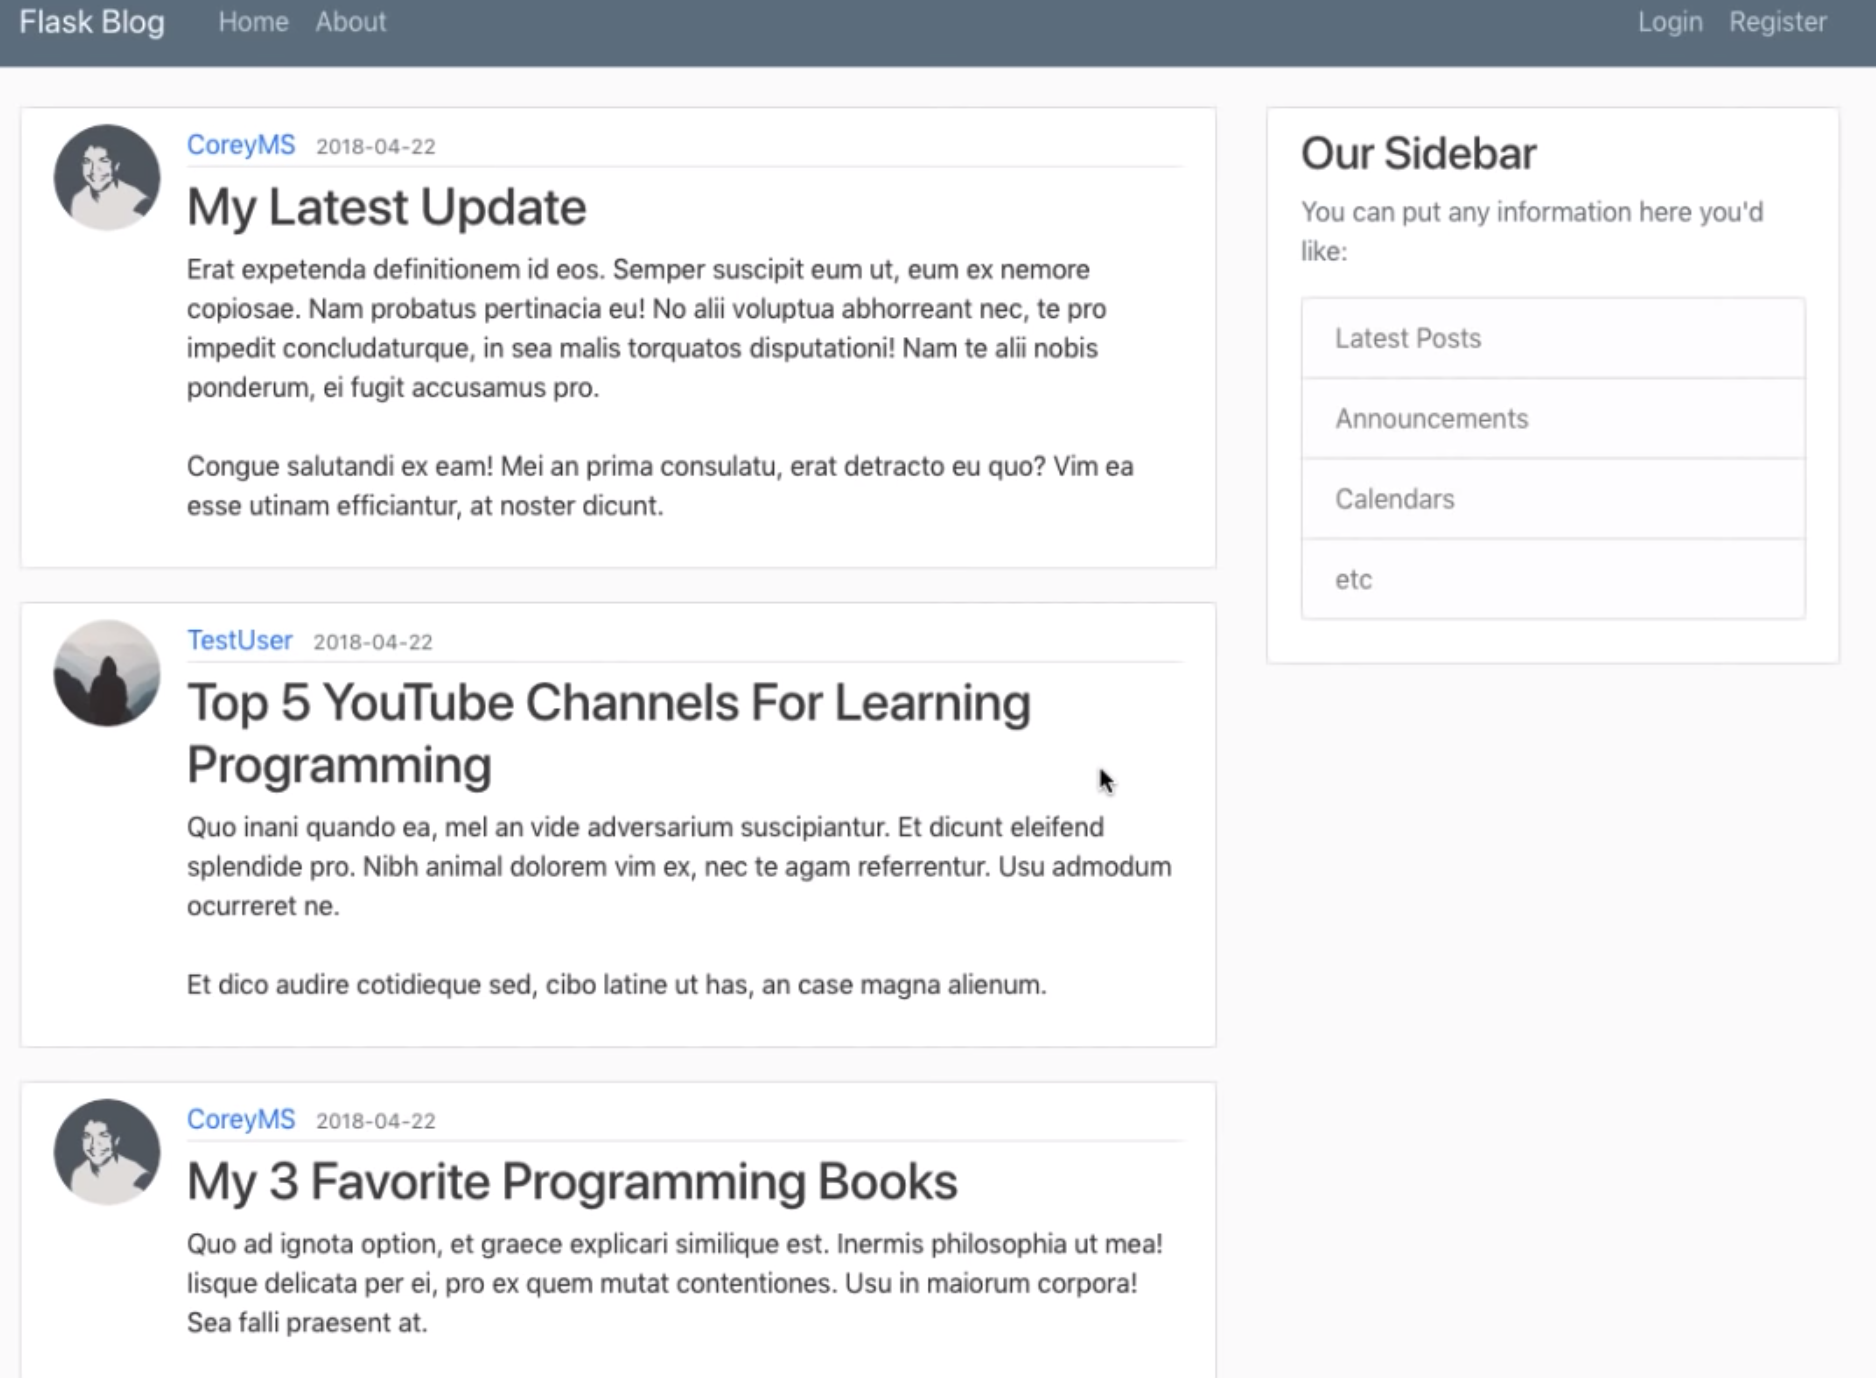 Flask Blog Home About Login Register
CoreyMS 2018-04-22
My Latest Update
Erat expetenda definitionem id eos. Semper suscipit eum ut, eum ex nemore
copiosae. Nam probatus pertinacia eu! No alii voluptua abhorreant nec, te pro
impedit concludaturque, in sea malis torquatos disputationi! Nam te alii nobis
ponderum, ei fugit accusamus pro.
Congue salutandi ex eam! Mei an prima consulatu, erat detracto eu quo? Vim ea
esse utinam efficiantur, at noster dicunt.
TestUser 2018-04-22
Top 5 YouTube Channels For Learning
Programming
Quo inani quando ea, mel an vide adversarium suscipiantur. Et dicunt eleifend
splendide pro. Nibh animal dolorem vim ex, nec te agam referrentur. Usu admodum
ocurreret ne.
Et dico audire cotidieque sed, cibo latine ut has, an case magna alienum.
CoreyMS 2018-04-22
My 3 Favorite Programming Books
Quo ad ignota option, et graece explicari similique est. Inermis philosophia ut mea!
Iisque delicata per ei, pro ex quem mutat contentiones. Usu in maiorum corpora!
Sea falli praesent at.
Our Sidebar
You can put any information here you'd
like:
Latest Posts
Announcements
Calendars
etc